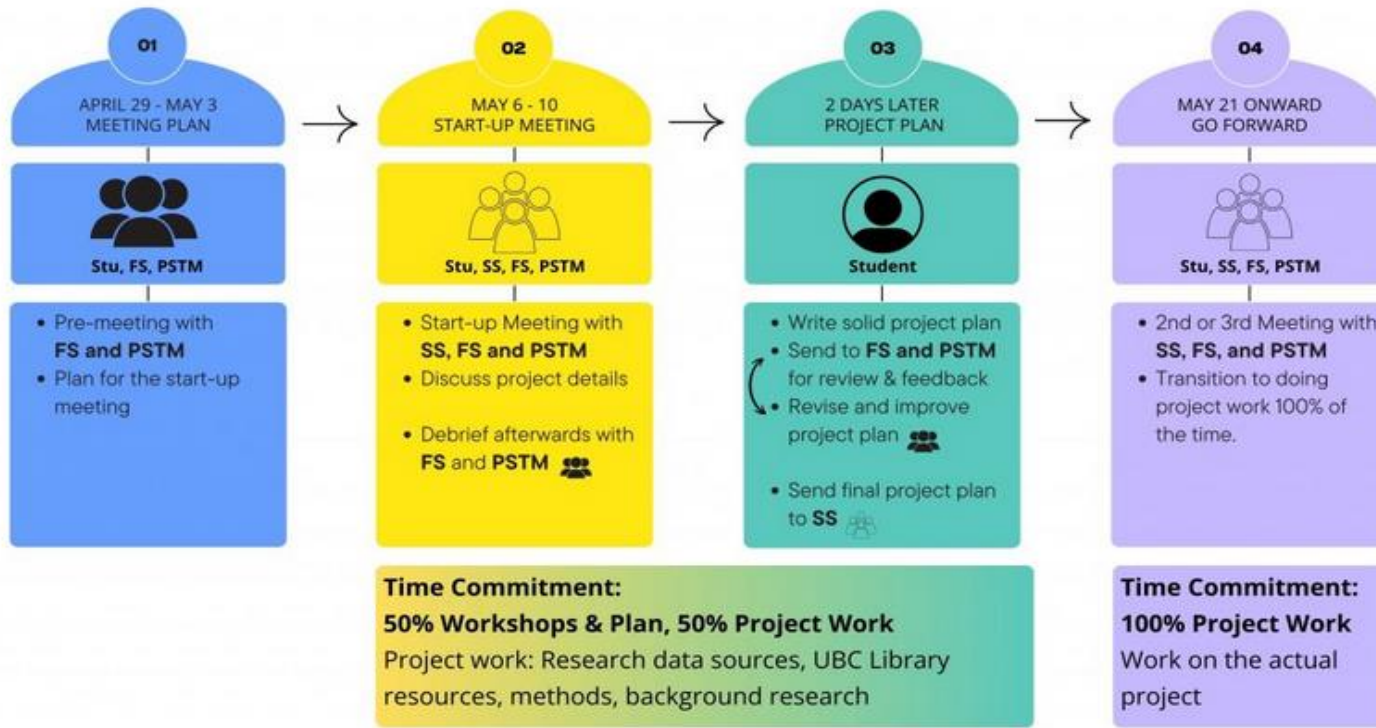 01
APRIL 29 - MAY 3
MEETING PLAN
Stu, FS, PSTM
• Pre-meeting with
FS and PSTM
• Plan for the start-up
meeting
02
MAY 6 - 10
START-UP MEETING
Stu, SS, FS, PSTM
• Start-up Meeting with
SS, FS and PSTM
• Discuss project details
• Debrief afterwards with
FS and PSTM
03
2 DAYS LATER
PROJECT PLAN
Student
• Write solid project plan
• Send to FS and PSTM
for review & feedback
• Revise and improve
project plan
• Send final project plan
to SS
04
MAY 21 ONWARD
GO FORWARD
Stu, SS, FS, PSTM
• 2nd or 3rd Meeting with
SS, FS, and PSTM
• Transition to doing
project work 100% of
the time.
Time Commitment:
50% Workshops & Plan, 50% Project Work
Project work: Research data sources, UBC Library
resources, methods, background research
Time Commitment:
100% Project Work
Work on the actual
project